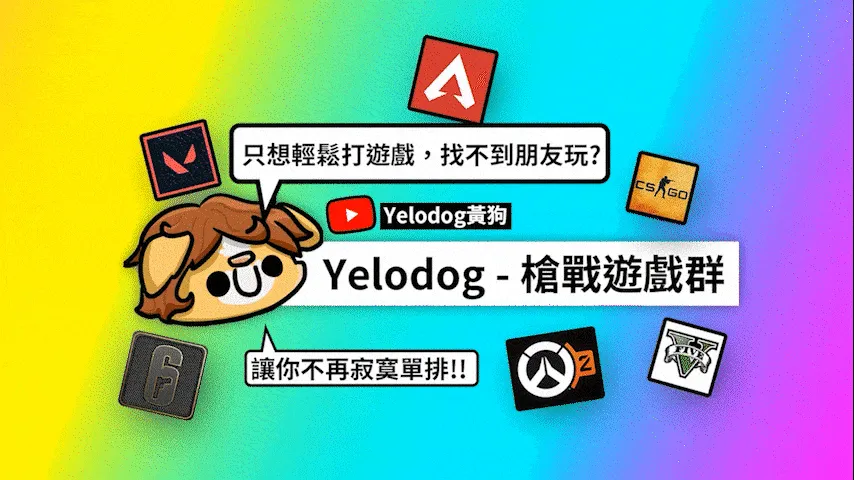 只想輕鬆打遊戲，找不到朋友玩?
CS GO
Yelodog黃狗
Yelodog - 槍戰遊戲群
讓你不再寂寞單排!!
6
2
V
FIVE